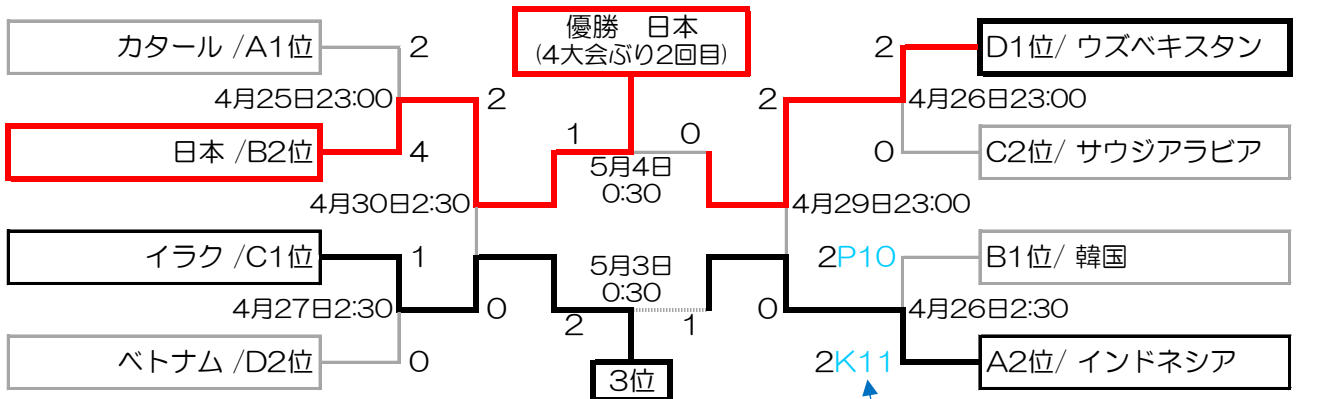 優勝 日本
(4大会ぶり2回目)
カタール /A1位
2
2
D1位/ ウズベキスタン
4月25日23:00
2
2
4月26日23:00
日本 /B2位
4
1
0
0
C2位/ サウジアラビア
5月4日
0:30
4月30日2:30
4月29日23:00
イラク /C1位
1
5月3日
0:30
2P10
B1位/ 韓国
4月27日2:30
0
2
1
0
4月26日2:30
ベトナム /D2位
0
3位
2K11
A2位/ インドネシア